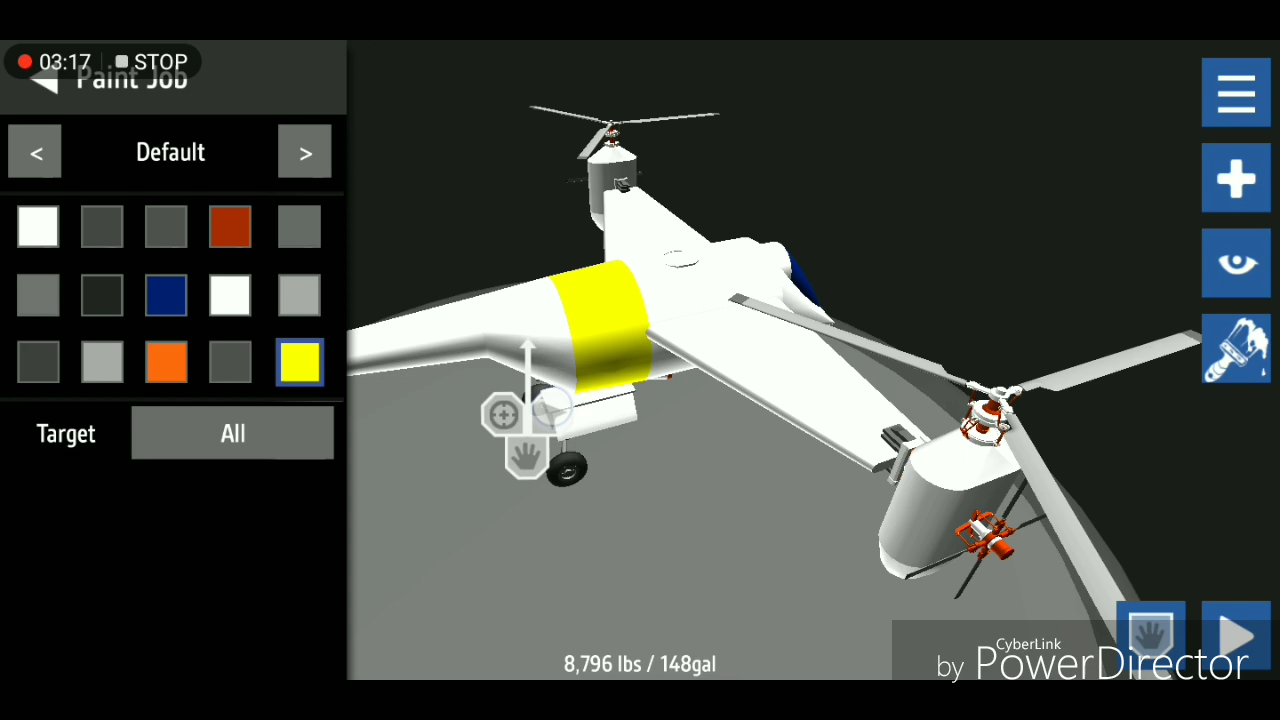 03:17 STOP
Paint Job
< Default >
Target All
8,796 lbs / 148gal
CyberLink
by PowerDirector